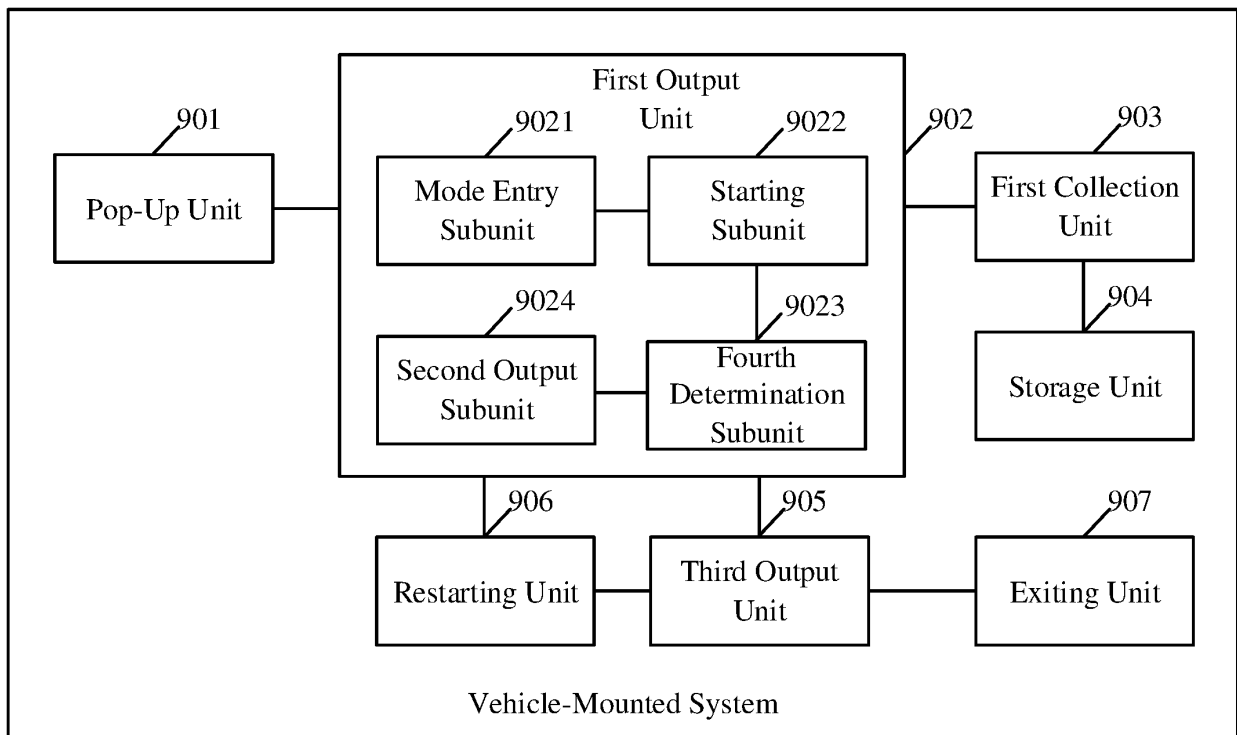 First Output
Unit
901
9021
9022
902
903
Pop-Up Unit
Mode Entry
Subunit
Starting
Subunit
First Collection
Unit
9024
9023
904
Second Output
Subunit
Fourth
Determination
Subunit
Storage Unit
906
905
907
Restarting Unit
Third Output
Unit
Exiting Unit
Vehicle-Mounted System